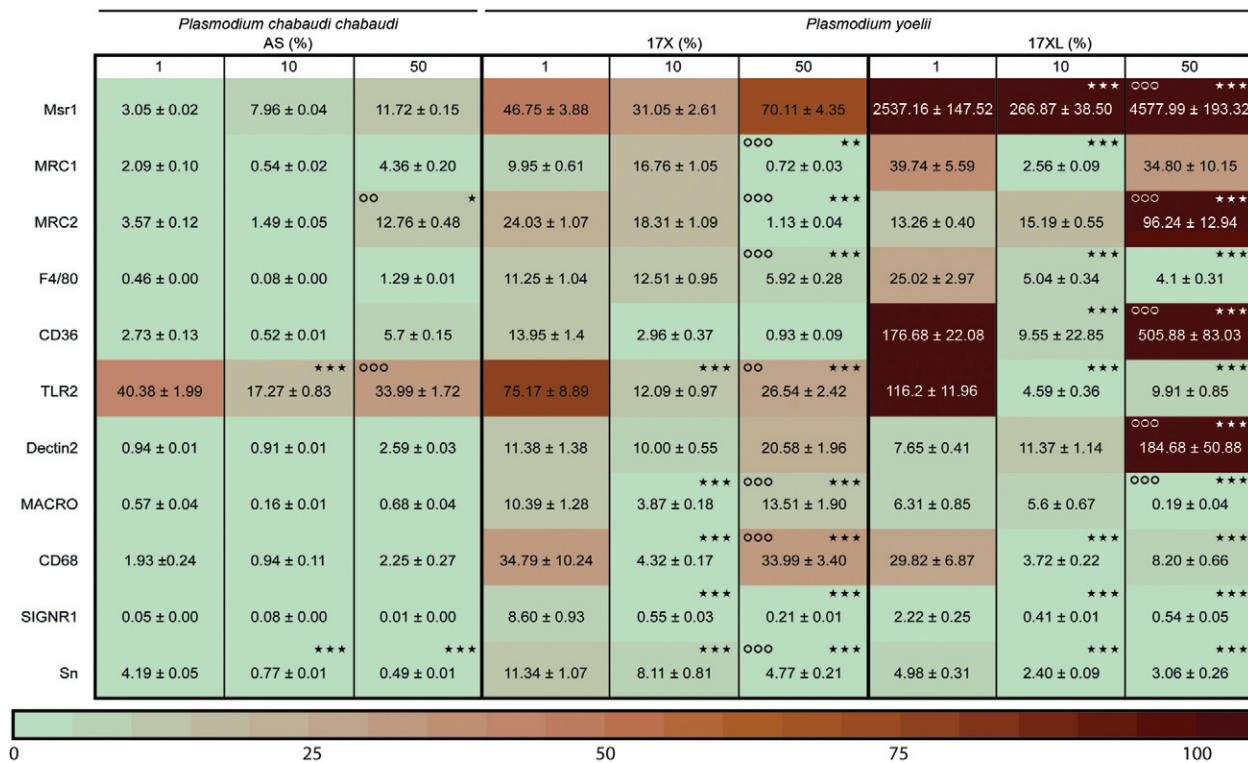 Plasmodium chabaudi chabaudi Plasmodium yoelii
AS (%) 17X (%) 17XL (%)
1 10 50 1 10 50 1 10 50
★★★ ○○○ ★★★
Msr1 3.05 ± 0.02 7.96 ± 0.04 11.72 ± 0.15 46.75 ± 3.88 31.05 ± 2.61 70.11 ± 4.35 2537.16 ± 147.52 266.87 ± 38.50 4577.99 ± 193.32
○○○ ★★ ★★★
MRC1 2.09 ± 0.10 0.54 ± 0.02 4.36 ± 0.20 9.95 ± 0.61 16.76 ± 1.05 0.72 ± 0.03 39.74 ± 5.59 2.56 ± 0.09 34.80 ± 10.15
○○ ★ ○○○ ★★★ ○○○ ★★★
MRC2 3.57 ± 0.12 1.49 ± 0.05 12.76 ± 0.48 24.03 ± 1.07 18.31 ± 1.09 1.13 ± 0.04 13.26 ± 0.40 15.19 ± 0.55 96.24 ± 12.94
○○○ ★★★ ★★★ ★★★
F4/80 0.46 ± 0.00 0.08 ± 0.00 1.29 ± 0.01 11.25 ± 1.04 12.51 ± 0.95 5.92 ± 0.28 25.02 ± 2.97 5.04 ± 0.34 4.1 ± 0.31
★★★ ○○○ ★★★
CD36 2.73 ± 0.13 0.52 ± 0.01 5.7 ± 0.15 13.95 ± 1.4 2.96 ± 0.37 0.93 ± 0.09 176.68 ± 22.08 9.55 ± 22.85 505.88 ± 83.03
★★★ ○○○ ★★★ ○○ ★★★ ★★★ ★★★
TLR2 40.38 ± 1.99 17.27 ± 0.83 33.99 ± 1.72 75.17 ± 8.89 12.09 ± 0.97 26.54 ± 2.42 116.2 ± 11.96 4.59 ± 0.36 9.91 ± 0.85
○○○ ★★★
Dectin2 0.94 ± 0.01 0.91 ± 0.01 2.59 ± 0.03 11.38 ± 1.38 10.00 ± 0.55 20.58 ± 1.96 7.65 ± 0.41 11.37 ± 1.14 184.68 ± 50.88
★★★ ○○○ ★★★ ○○○ ★★★
MACRO 0.57 ± 0.04 0.16 ± 0.01 0.68 ± 0.04 10.39 ± 1.28 3.87 ± 0.18 13.51 ± 1.90 6.31 ± 0.85 5.6 ± 0.67 0.19 ± 0.04
★★★ ○○○ ★★★ ★★★ ★★★
CD68 1.93 ±0.24 0.94 ± 0.11 2.25 ± 0.27 34.79 ± 10.24 4.32 ± 0.17 33.99 ± 3.40 29.82 ± 6.87 3.72 ± 0.22 8.20 ± 0.66
★★★ ★★★ ★★★ ★★★
SIGNR1 0.05 ± 0.00 0.08 ± 0.00 0.01 ± 0.00 8.60 ± 0.93 0.55 ± 0.03 0.21 ± 0.01 2.22 ± 0.25 0.41 ± 0.01 0.54 ± 0.05
★★★ ★★★ ★★★ ○○○ ★★★ ★★★ ★★★
Sn 4.19 ± 0.05 0.77 ± 0.01 0.49 ± 0.01 11.34 ± 1.07 8.11 ± 0.81 4.77 ± 0.21 4.98 ± 0.31 2.40 ± 0.09 3.06 ± 0.26
0 25 50 75 100